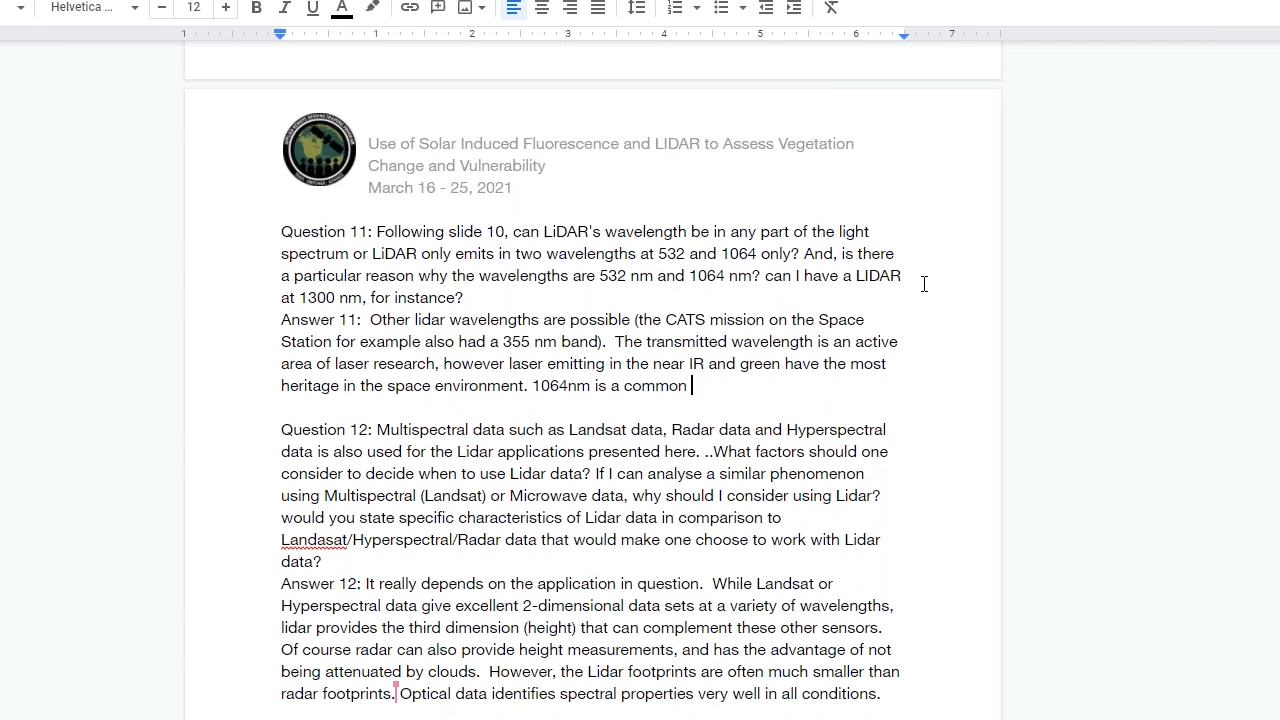 Helvetica ... 12 B I U A
1 1 2 3 4 5 6 7
Use of Solar Induced Fluorescence and LIDAR to Assess Vegetation
Change and Vulnerability
March 16 - 25, 2021
Question 11: Following slide 10, can LiDAR's wavelength be in any part of the light
spectrum or LiDAR only emits in two wavelengths at 532 and 1064 only? And, is there
a particular reason why the wavelengths are 532 nm and 1064 nm? can I have a LIDAR
at 1300 nm, for instance?
Answer 11:  Other lidar wavelengths are possible (the CATS mission on the Space
Station for example also had a 355 nm band).  The transmitted wavelength is an active
area of laser research, however laser emitting in the near IR and green have the most
heritage in the space environment. 1064nm is a common
Question 12: Multispectral data such as Landsat data, Radar data and Hyperspectral
data is also used for the Lidar applications presented here. ..What factors should one
consider to decide when to use Lidar data? If I can analyse a similar phenomenon
using Multispectral (Landsat) or Microwave data, why should I consider using Lidar?
would you state specific characteristics of Lidar data in comparison to
Landasat/Hyperspectral/Radar data that would make one choose to work with Lidar
data?
Answer 12: It really depends on the application in question.  While Landsat or
Hyperspectral data give excellent 2-dimensional data sets at a variety of wavelengths,
lidar provides the third dimension (height) that can complement these other sensors.
Of course radar can also provide height measurements, and has the advantage of not
being attenuated by clouds.  However, the Lidar footprints are often much smaller than
radar footprints. Optical data identifies spectral properties very well in all conditions.